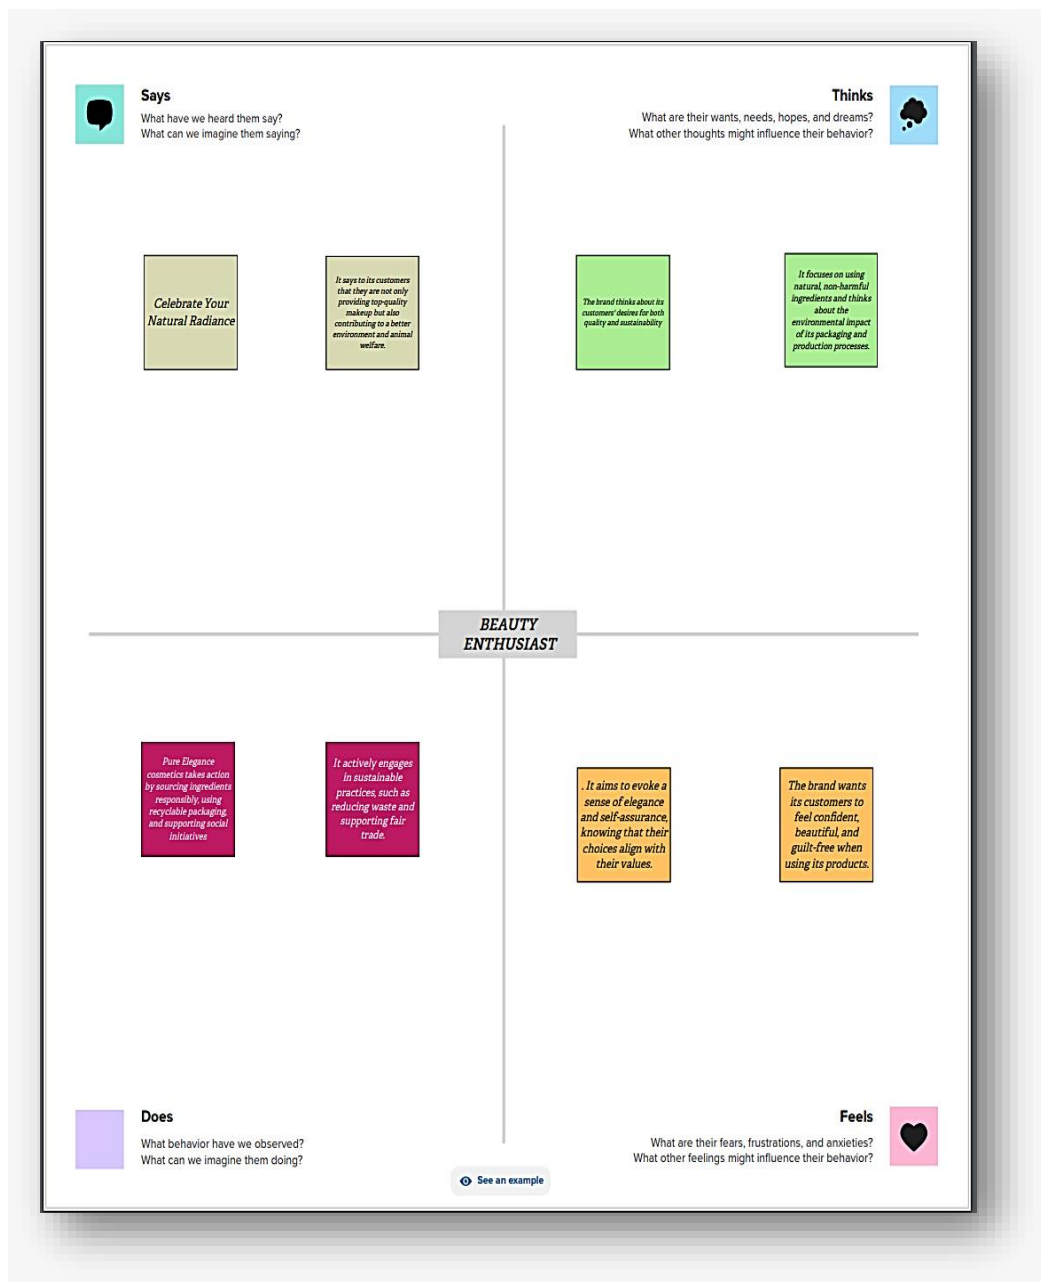 Says
What have we heard them say?
What can we imagine them saying?
Thinks
What are their wants, needs, hopes, and dreams?
What other thoughts might influence their behavior?
Celebrate Your
Natural Radiance
It says to its customers
that they are not only
providing top-quality
makeup but also
contributing to a better
environment and animal
welfare.
The brand thinks about its
customers' desires for both
quality and sustainability
It focuses on using
natural, non-harmful
ingredients and thinks
about the
environmental impact
of its packaging and
production processes.
BEAUTY
ENTHUSIAST
Pure Elegance
cosmetics takes action
by sourcing ingredients
responsibly, using
recyclable packaging,
and supporting social
initiatives
It actively engages
in sustainable
practices, such as
reducing waste and
supporting fair
trade.
. It aims to evoke a
sense of elegance
and self-assurance,
knowing that their
choices align with
their values.
The brand wants
its customers to
feel confident,
beautiful, and
guilt-free when
using its products.
Does
What behavior have we observed?
What can we imagine them doing?
Feels
What are their fears, frustrations, and anxieties?
What other feelings might influence their behavior?
See an example